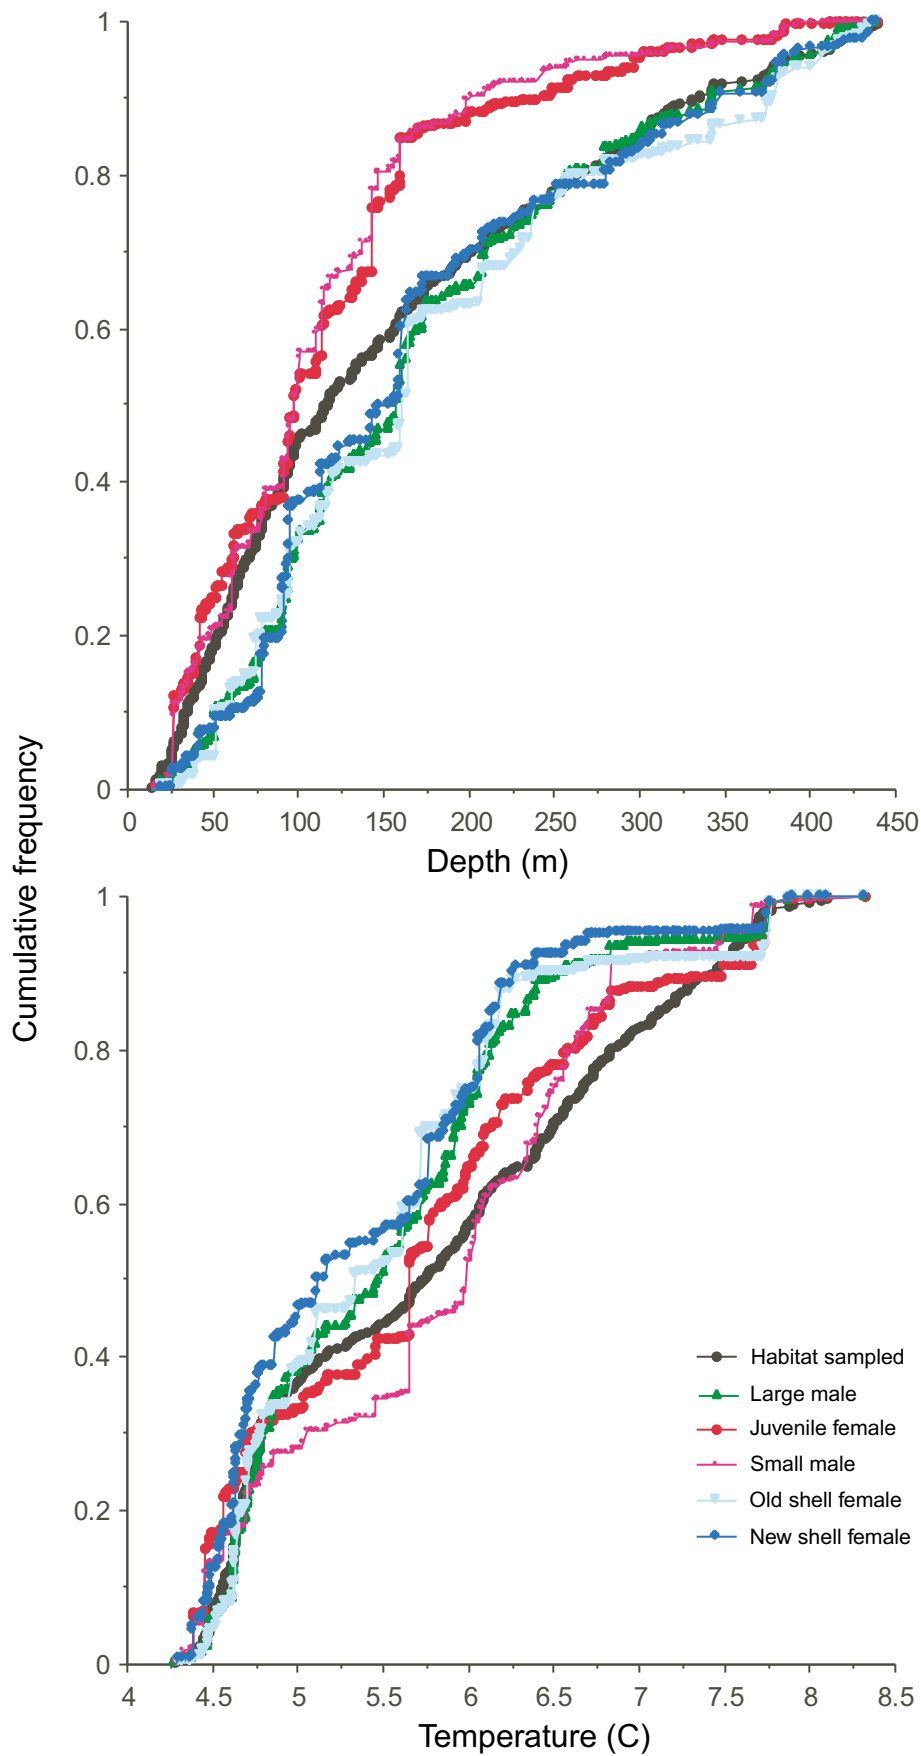 1
0.8
0.6
0.4
0.2
0
0 50 100 150 200 250 300 350 400 450
Depth (m)
Cumulative frequency
1
0.8
0.6
0.4
0.2
0
Habitat sampled
Large male
Juvenile female
Small male
Old shell female
New shell female
4 4.5 5 5.5 6 6.5 7 7.5 8 8.5
Temperature (C)